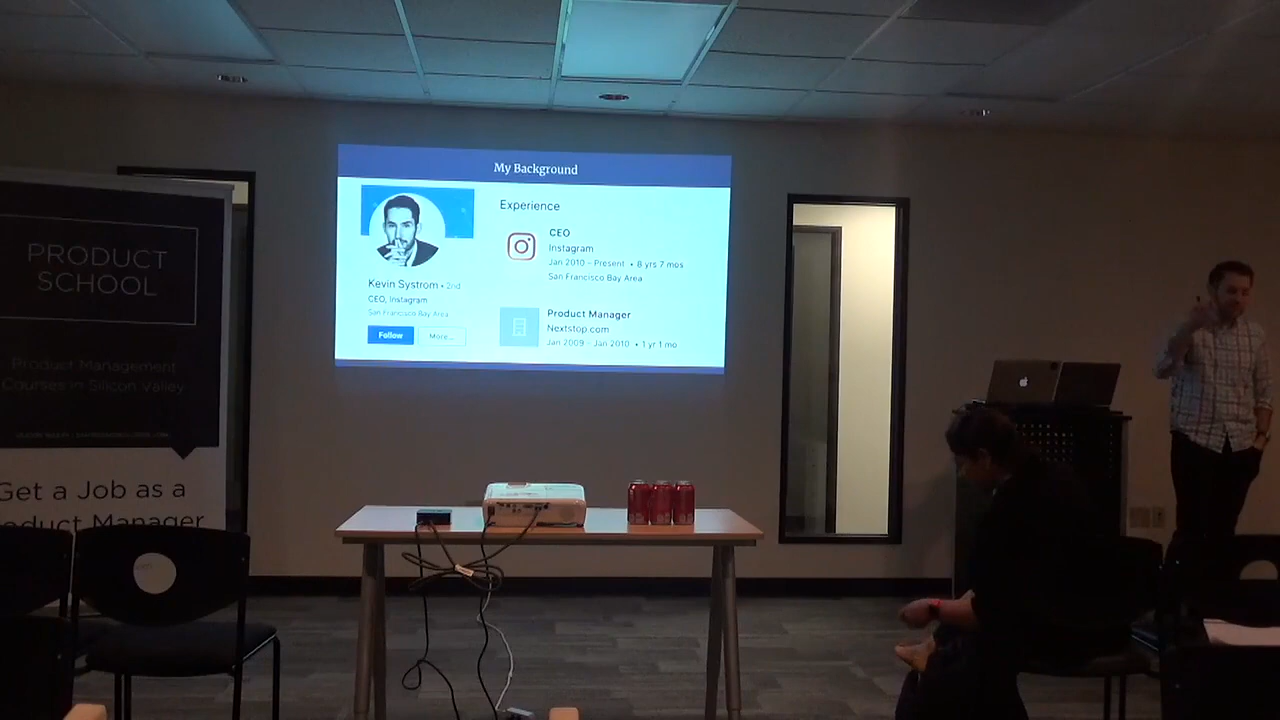 My Background
Kevin Systrom • 2nd
CEO, Instagram
San Francisco Bay Area
Follow
More...
Experience
CEO
Instagram
Jan 2010 – Present • 8 yrs 7 mos
San Francisco Bay Area
Product Manager
Nextstop.com
Jan 2009 – Jan 2010 • 1 yr 1 mo
PRODUCT
SCHOOL
Product Management
Courses in Silicon Valley
Get a Job as a
oduct Manager